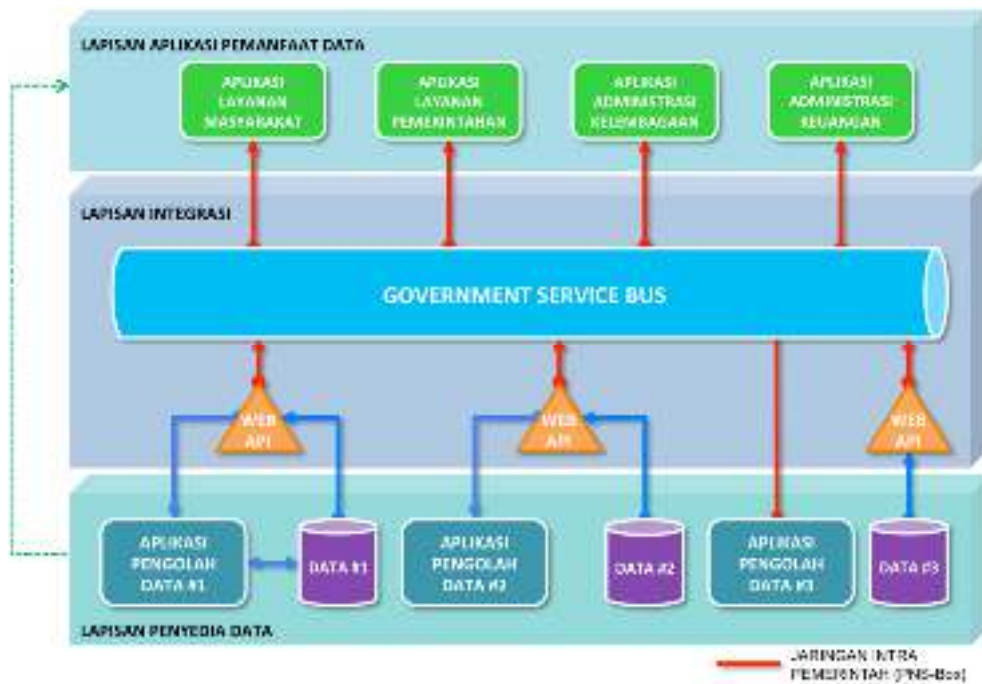 LAPISAN APLIKASI PEMANFAAT DATA
APLIKASI
LAYANAN
MASYARAKAT
APLIKASI
LAYANAN
PEMERINTAHAN
APLIKASI
ADMINISTRASI
KELEMBAGAAN
APLIKASI
ADMINISTRASI
KEUANGAN
LAPISAN INTEGRASI
GOVERNMENT SERVICE BUS
WEB
API
WEB
API
WEB
API
APLIKASI
PENGOLAH
DATA #1
DATA #1
APLIKASI
PENGOLAH
DATA #2
DATA #2
APLIKASI
PENGOLAH
DATA #3
DATA #3
LAPISAN PENYEDIA DATA
JARINGAN INTRA
PEMERINTAH (PNS-Box)